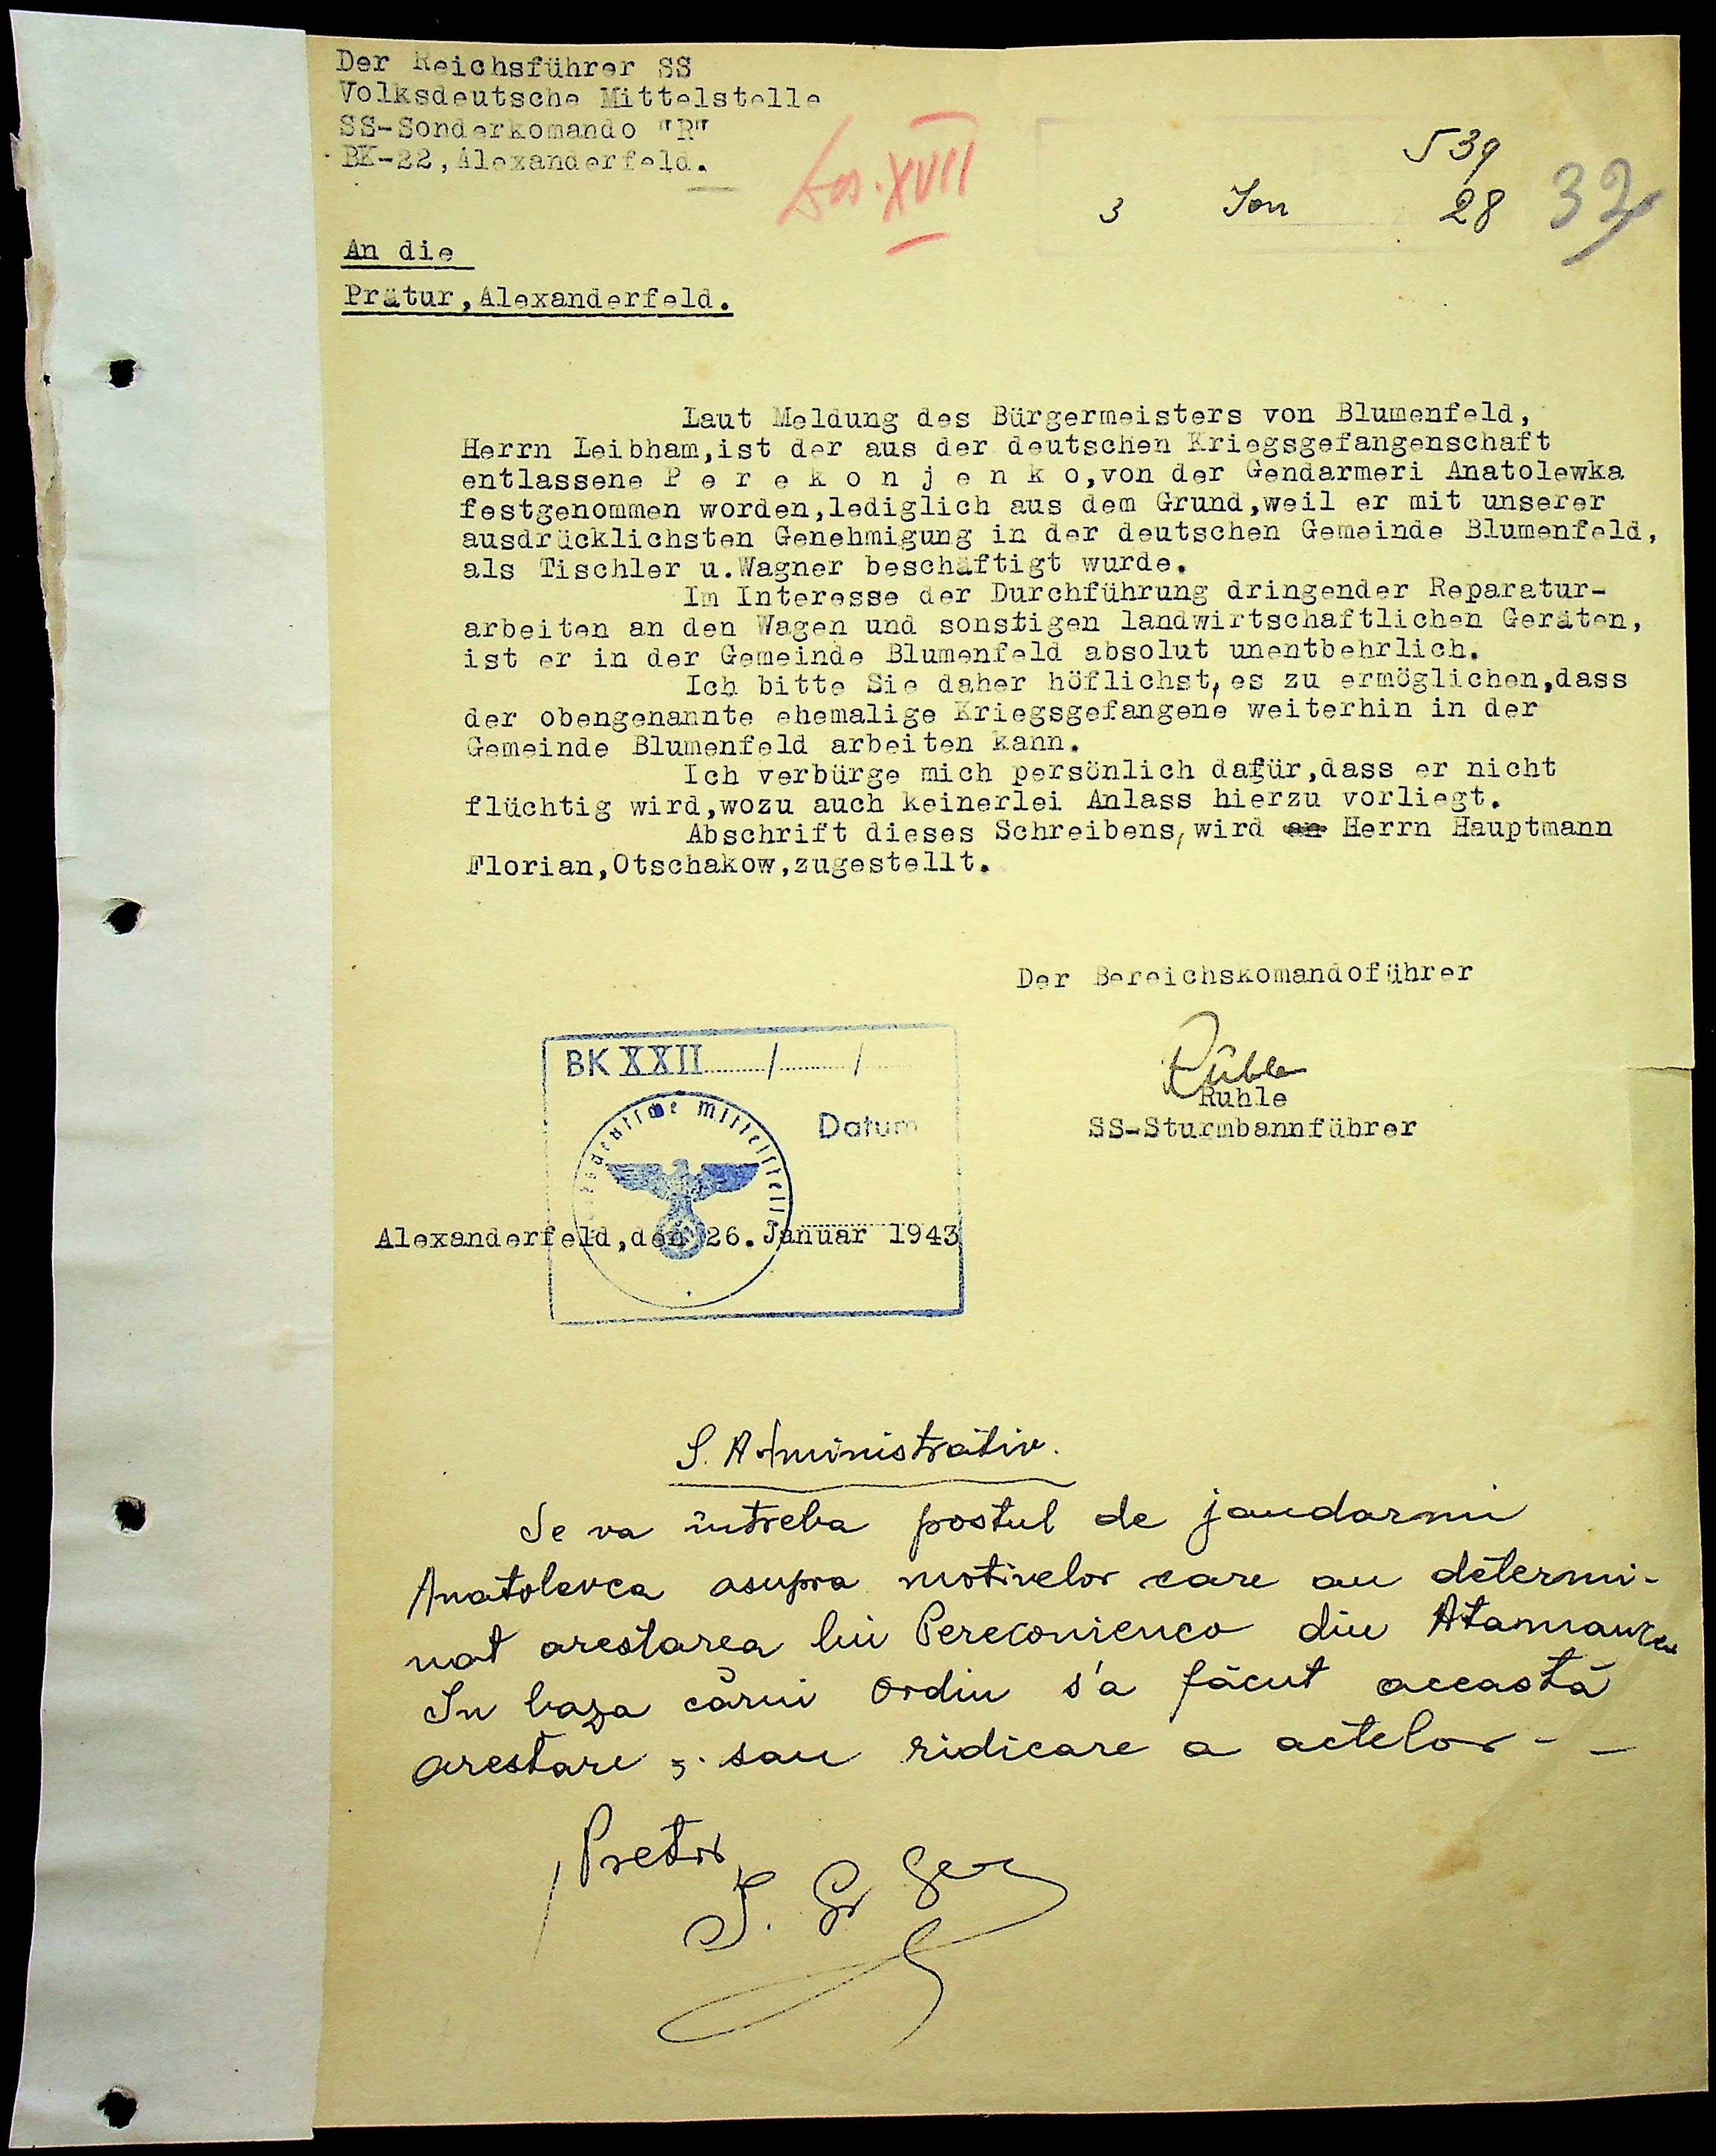 Der Reichsführer SS
Volksdeutsche Mittelstelle
SS-Sonderkomando "R"
BK-22, Alexanderfeld.
Dos. XVII
539
3 Ian 28
32
An die
Prätur, Alexanderfeld.
Laut Meldung des Bürgermeisters von Blumenfeld,
Herrn Leibham, ist der aus der deutschen Kriegsgefangenschaft
entlassene P e r e k o n j e n k o, von der Gendarmeri Anatolewka
festgenommen worden, lediglich aus dem Grund, weil er mit unserer
ausdrücklichsten Genehmigung in der deutschen Gemeinde Blumenfeld,
als Tischler u. Wagner beschäftigt wurde.
Im Interesse der Durchführung dringender Reparatur-
arbeiten an den Wagen und sonstigen landwirtschaftlichen Geräten,
ist er in der Gemeinde Blumenfeld absolut unentbehrlich.
Ich bitte Sie daher höflichst, es zu ermöglichen, dass
der obengenannte ehemalige Kriegsgefangene weiterhin in der
Gemeinde Blumenfeld arbeiten kann.
Ich verbürge mich persönlich dafür, dass er nicht
flüchtig wird, wozu auch keinerlei Anlass hierzu vorliegt.
Abschrift dieses Schreibens, wird an Herrn Hauptmann
Florian, Otschakow, zugestellt.
Der Bereichskomandoführer
Rühle
Ruhle
SS-Sturmbannführer
BK XXII ........./........./
Volksdeutsche Mittelstelle
Datum
Alexanderfeld, den 26. Januar 1943
S. Administrativ.
Se va întreba postul de jandarmi
Anatolevca asupra motivelor care au determi-
nat arestarea lui Pereconienco din Atamanca
In baza cărui ordin s'a făcut această
arestare , sau ridicare a actelor - -
Pretor